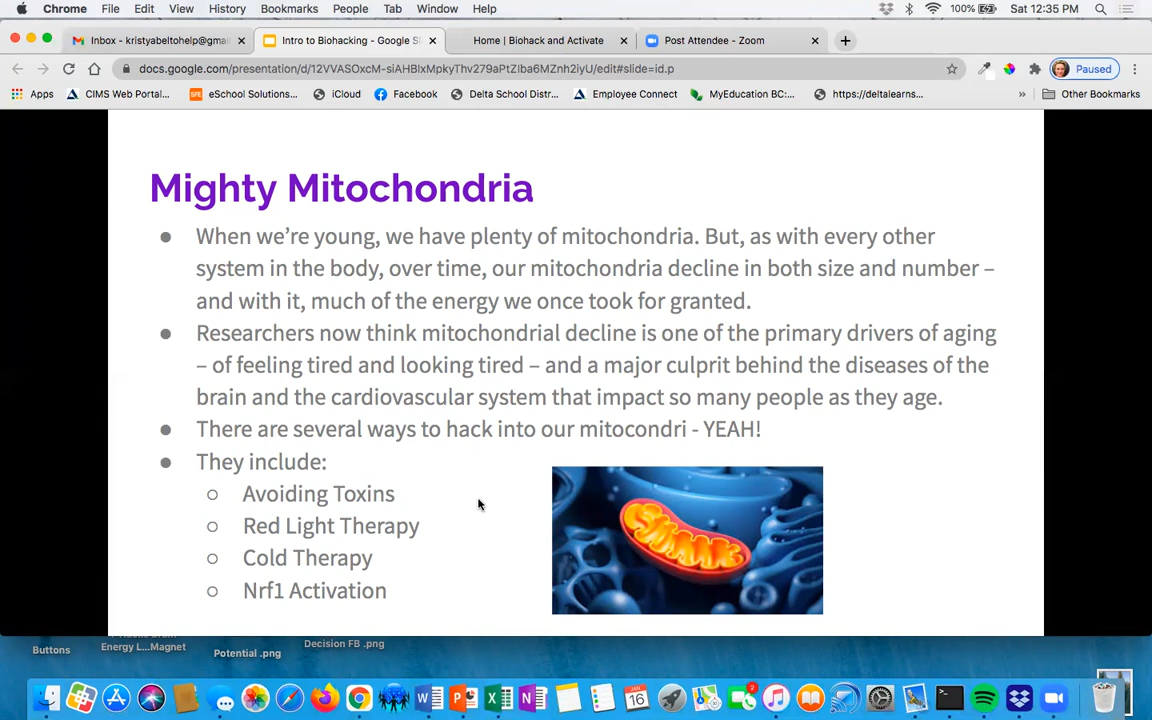 Chrome File Edit View History Bookmarks People Tab Window Help 100% Sat 12:35 PM
Inbox - kristyabeltohelp@gmai Intro to Biohacking - Google Sl Home | Biohack and Activate Post Attendee - Zoom
docs.google.com/presentation/d/12VVASOxcM-siAHBIxMpkyThv279aPtZIba6MZnh2iyU/edit#slide=id.p Paused
Apps CIMS Web Portal... SFE eSchool Solutions... iCloud Facebook Delta School Distr... Employee Connect MyEducation BC:... https://deltalearns... » Other Bookmarks
Mighty Mitochondria
● When we’re young, we have plenty of mitochondria. But, as with every other
system in the body, over time, our mitochondria decline in both size and number –
and with it, much of the energy we once took for granted.
● Researchers now think mitochondrial decline is one of the primary drivers of aging
– of feeling tired and looking tired – and a major culprit behind the diseases of the
brain and the cardiovascular system that impact so many people as they age.
● There are several ways to hack into our mitocondri - YEAH!
● They include:
○ Avoiding Toxins
○ Red Light Therapy
○ Cold Therapy
○ Nrf1 Activation
Buttons Energy L...Magnet Potential .png Decision FB .png
JAN 16 2